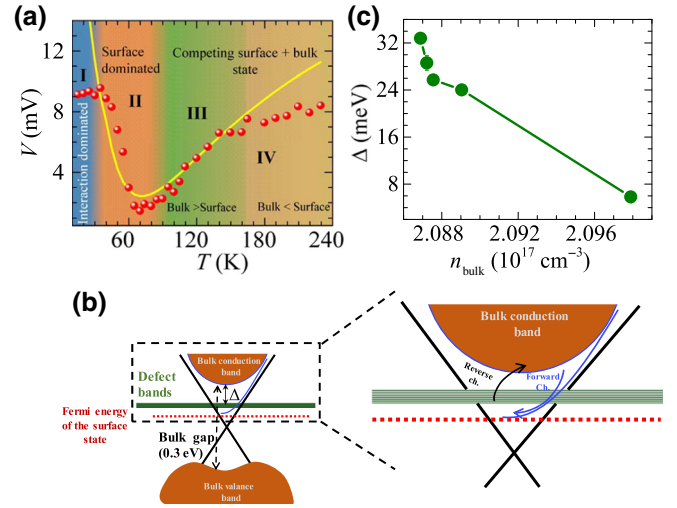 (a)
V (mV)
12
8
4
I
Interaction dominated
Surface
dominated
II
Competing surface + bulk
state
III
IV
Bulk >Surface
Bulk < Surface
60 120 180 240
T (K)
(c)
Δ (meV)
32
24
16
8
2.088 2.092 2.096
n_bulk (10^17 cm^−3)
(b)
Bulk conduction
band
Defect
bands
Δ
Fermi energy
of the surface
state
Bulk gap
(0.3 eV)
Bulk valance
band
Bulk conduction
band
Reverse
ch.
Forward
Ch.